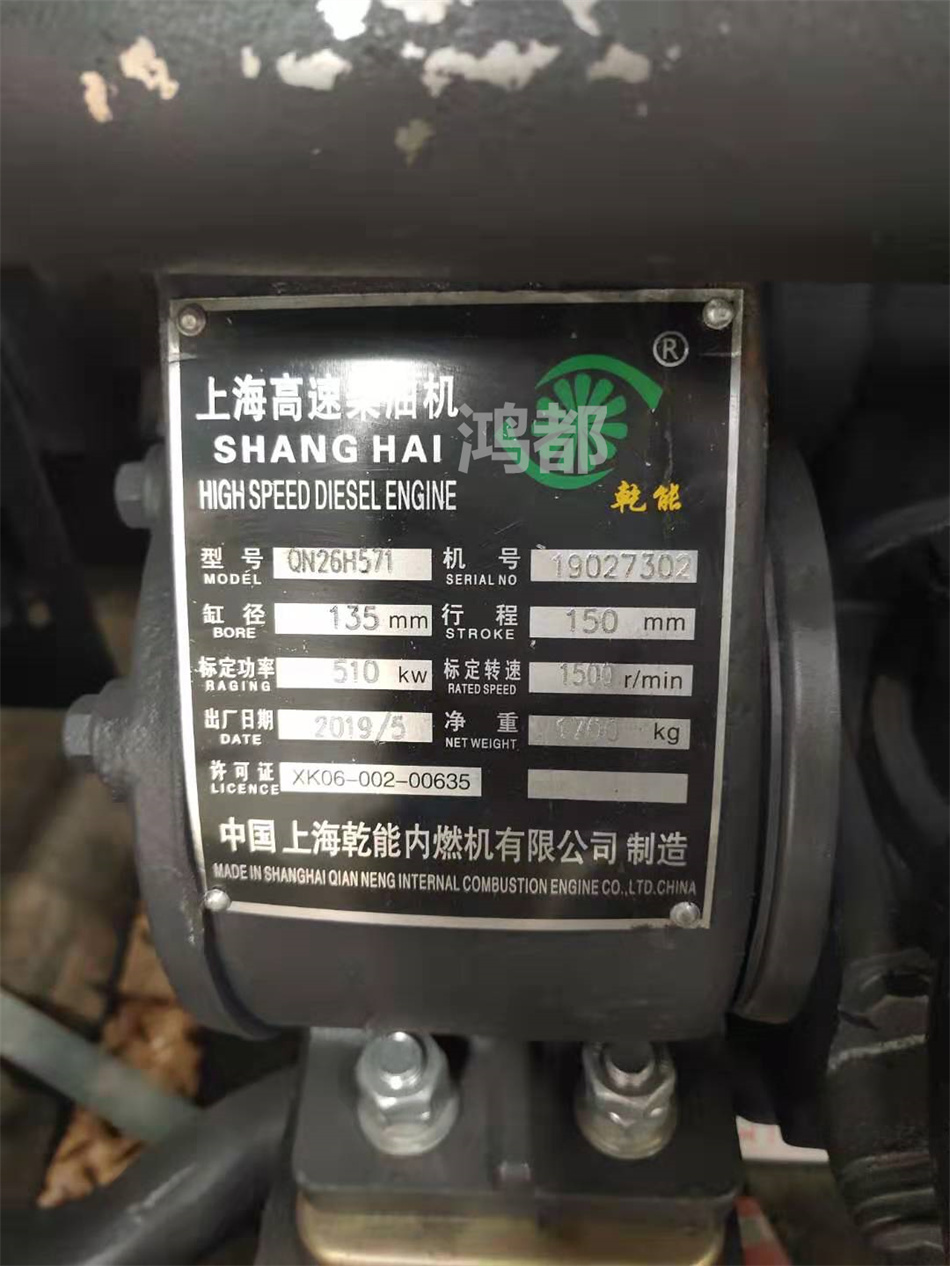 ®
上海高速柴油机
鸿都
SHANG HAI
HIGH SPEED DIESEL ENGINE
乾能
型号 QN26H571 机号 19027302
MODEL SERIAL NO
缸径 135 mm 行程 150 mm
BORE STROKE
标定功率 510 kw 标定转速 1500 r/min
RAGING RATED SPEED
出厂日期 2019/5 净重 1700 kg
DATE NET WEIGHT
许可证 XK06-002-00635
LICENCE
中国上海乾能内燃机有限公司 制造
MADE IN SHANGHAI QIAN NENG INTERNAL COMBUSTION ENGINE CO.,LTD.CHINA